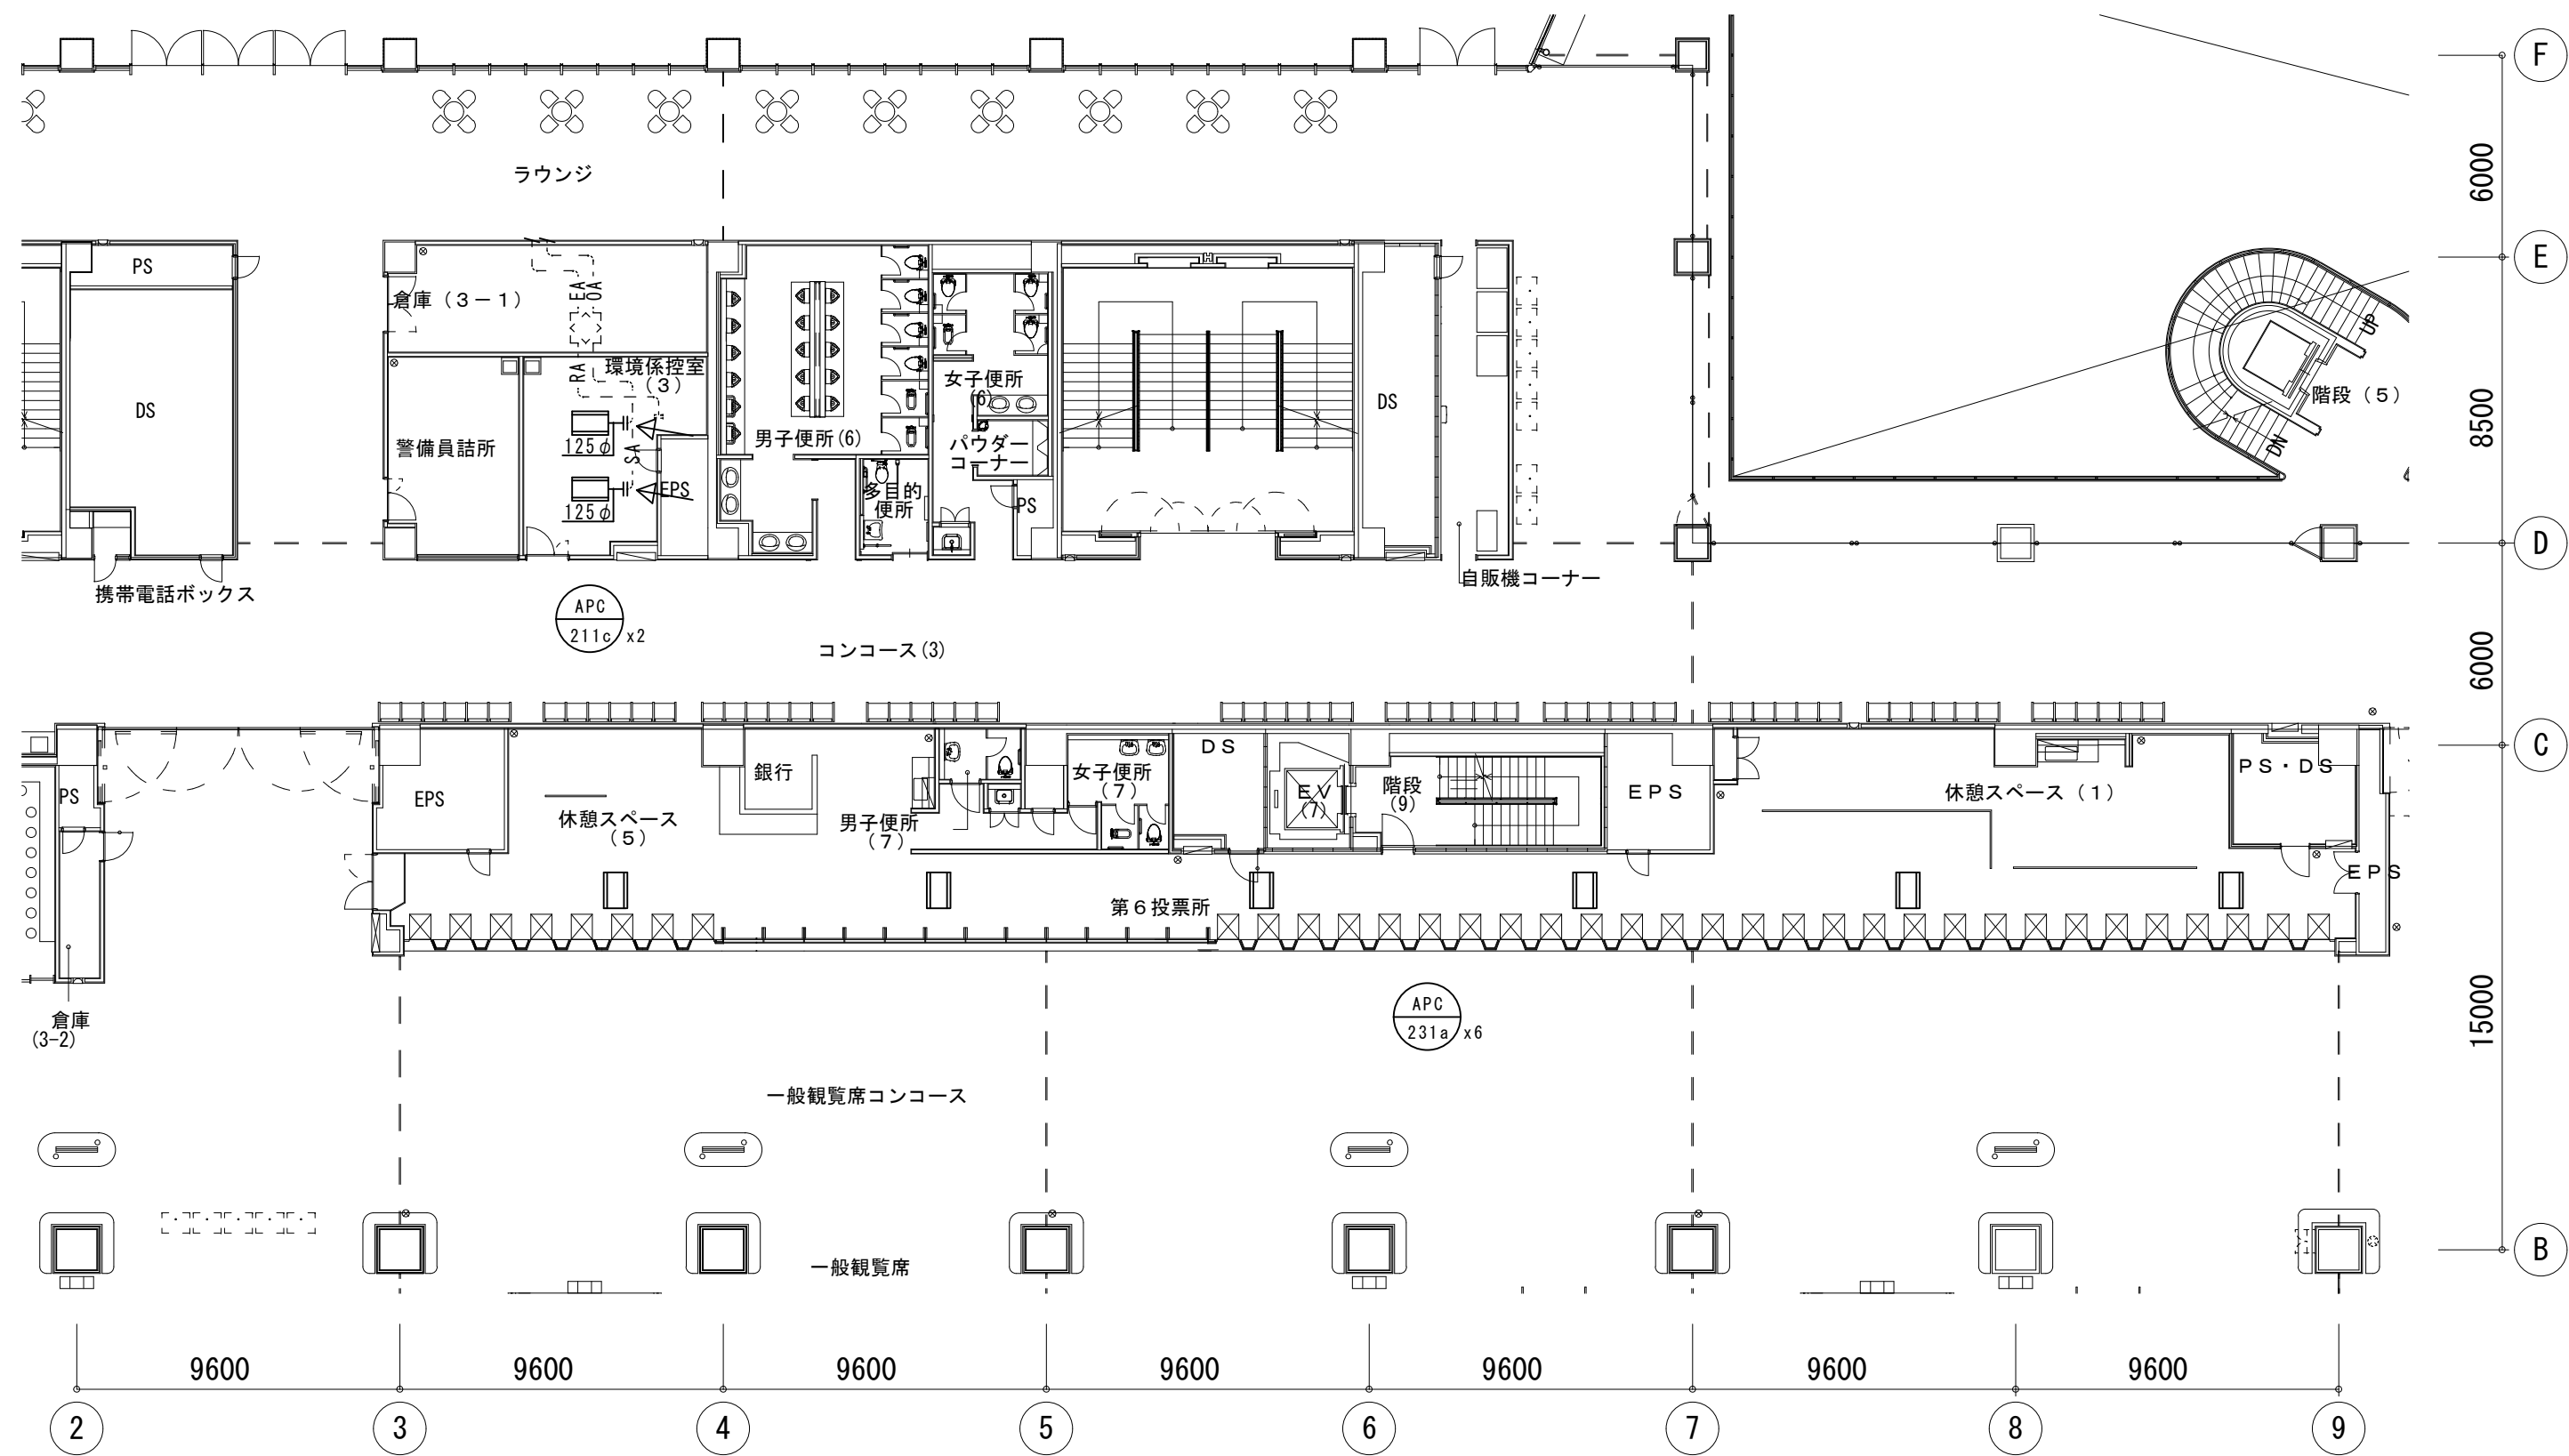 F
6000
ラウンジ
E
PS
倉庫（3－1）
EA
OA
UP
RA
環境係控室
（3）
女子便所
(6)
階段（5）
DS
DS
8500
125φ
男子便所(6)
警備員詰所
SA
パウダー
コーナー
DN
EPS
多目的
便所
125φ
PS
D
自販機コーナー
携帯電話ボックス
APC
211c x2
コンコース(3)
6000
C
DS
銀行
女子便所
（7）
PS・DS
PS
EPS
EV
(7)
階段
(9)
EPS
休憩スペース（1）
休憩スペース
（5）
男子便所
（7）
EPS
第6投票所
倉庫
(3-2)
APC
231a x6
15000
一般観覧席コンコース
B
一般観覧席
9600
9600
9600
9600
9600
9600
9600
2
3
4
5
6
7
8
9